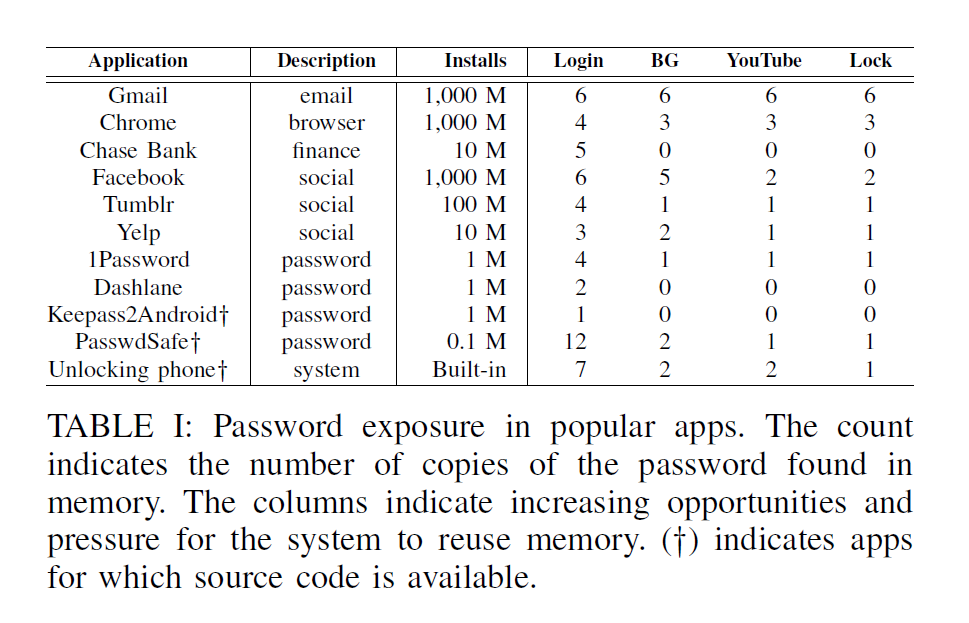 Application Description Installs Login BG YouTube Lock
Gmail email 1,000 M 6 6 6 6
Chrome browser 1,000 M 4 3 3 3
Chase Bank finance 10 M 5 0 0 0
Facebook social 1,000 M 6 5 2 2
Tumblr social 100 M 4 1 1 1
Yelp social 10 M 3 2 1 1
1Password password 1 M 4 1 1 1
Dashlane password 1 M 2 0 0 0
Keepass2Android† password 1 M 1 0 0 0
PasswdSafe† password 0.1 M 12 2 1 1
Unlocking phone† system Built-in 7 2 2 1
TABLE I: Password exposure in popular apps. The count
indicates the number of copies of the password found in
memory. The columns indicate increasing opportunities and
pressure for the system to reuse memory. (†) indicates apps
for which source code is available.